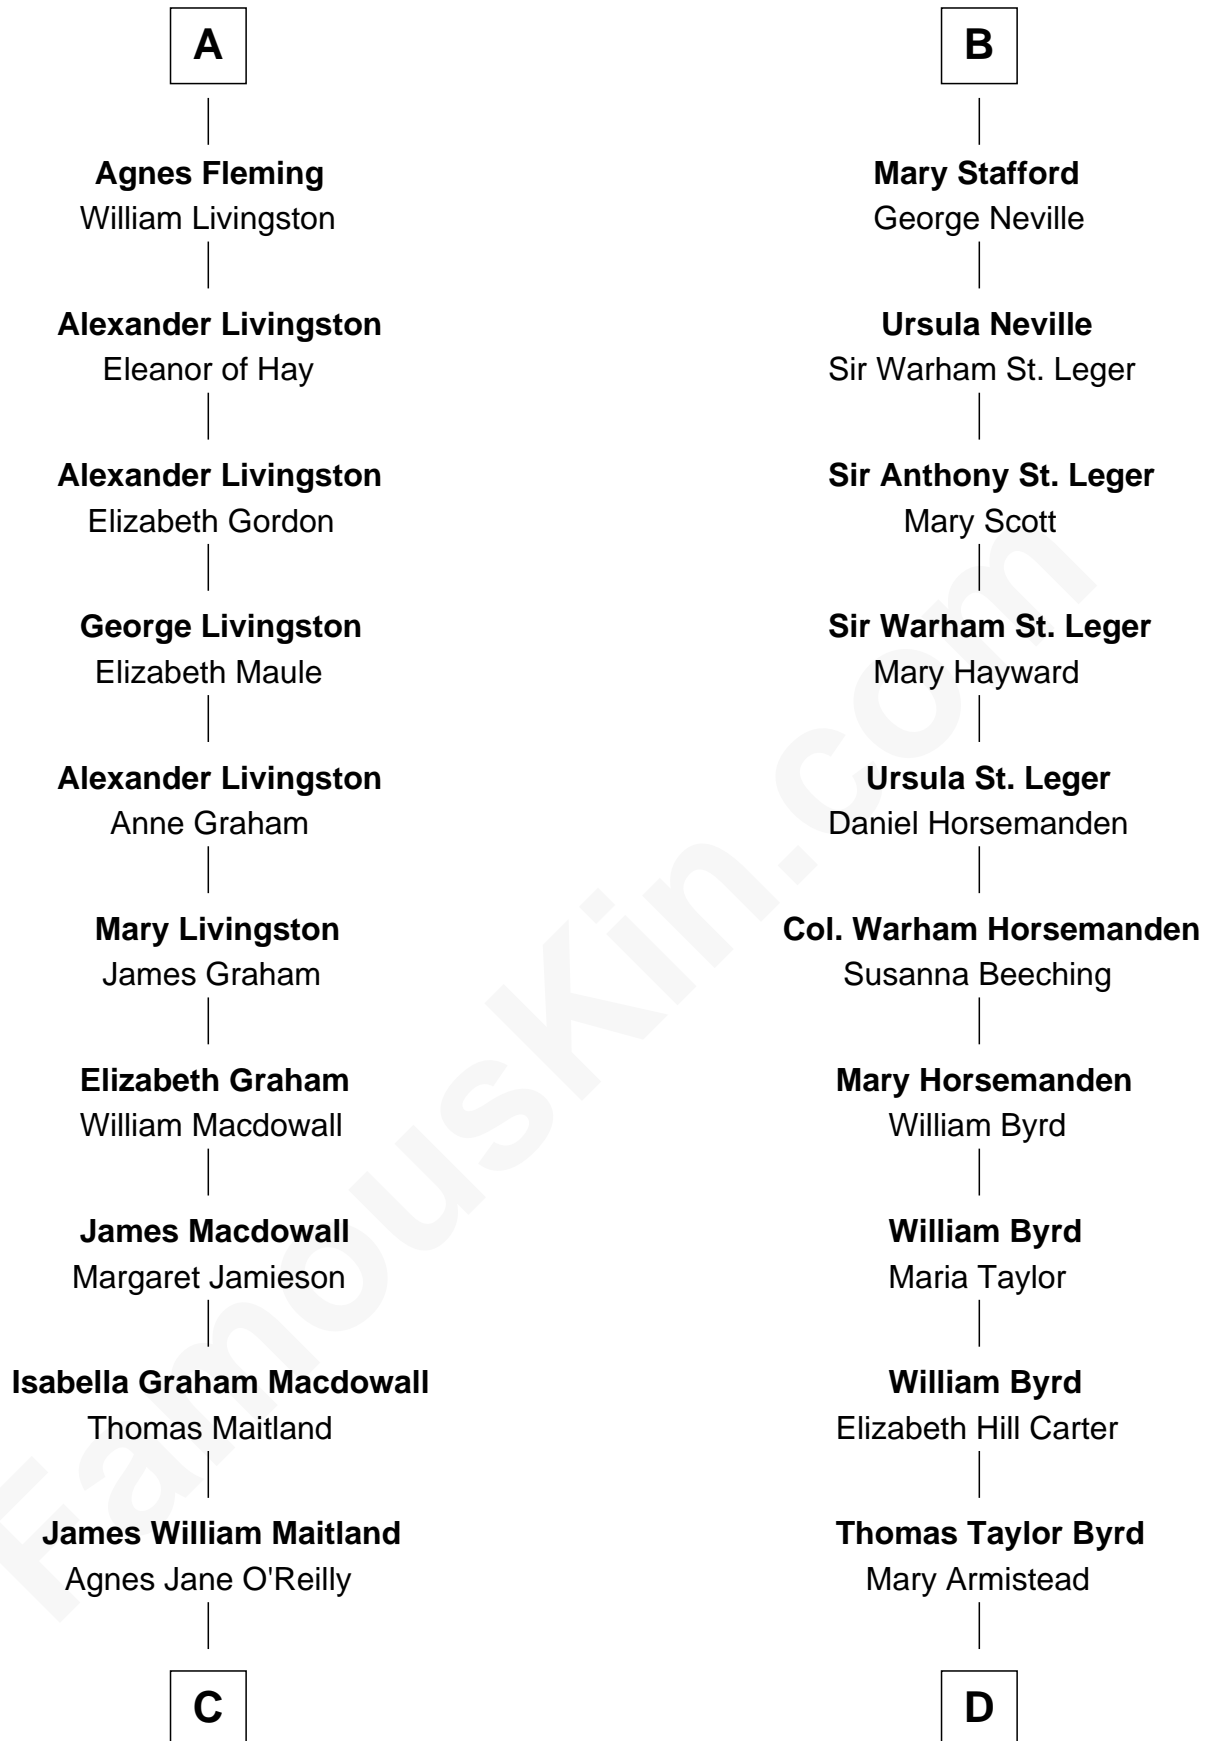 A
Agnes Fleming
William Livingston
Alexander Livingston
Eleanor of Hay
Alexander Livingston
Elizabeth Gordon
George Livingston
Elizabeth Maule
Alexander Livingston
Anne Graham
Mary Livingston
James Graham
Elizabeth Graham
William Macdowall
James Macdowall
Margaret Jamieson
Isabella Graham Macdowall
Thomas Maitland
James William Maitland
Agnes Jane O'Reilly
C
B
Mary Stafford
George Neville
Ursula Neville
Sir Warham St. Leger
Sir Anthony St. Leger
Mary Scott
Sir Warham St. Leger
Mary Hayward
Ursula St. Leger
Daniel Horsemanden
Col. Warham Horsemanden
Susanna Beeching
Mary Horsemanden
William Byrd
William Byrd
Maria Taylor
William Byrd
Elizabeth Hill Carter
Thomas Taylor Byrd
Mary Armistead
D
FamousKin.com